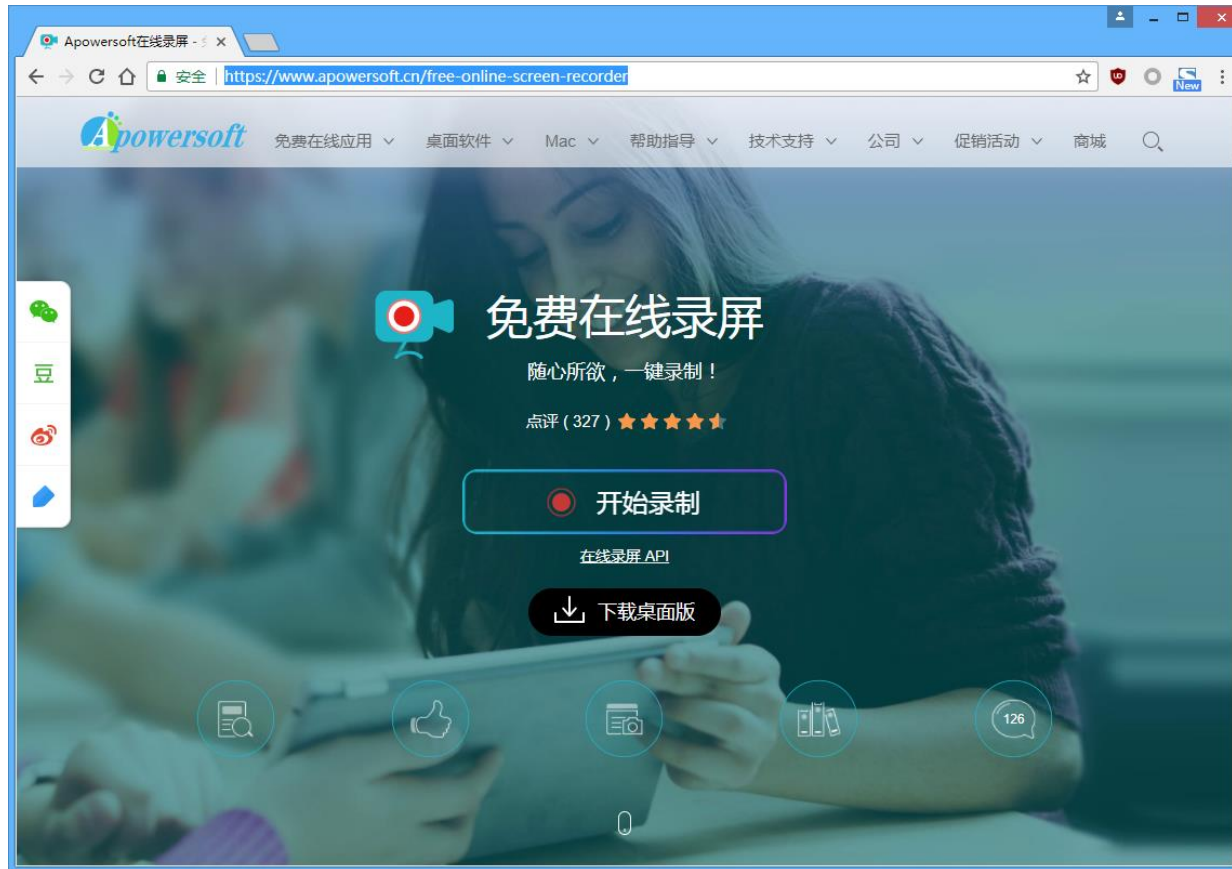 Apowersoft在线录屏 -
安全 https://www.apowersoft.cn/free-online-screen-recorder
New
Apowersoft 免费在线应用 桌面软件 Mac 帮助指导 技术支持 公司 促销活动 商城
免费在线录屏
随心所欲，一键录制！
点评 ( 327 )
豆
开始录制
在线录屏 API
下载桌面版
126